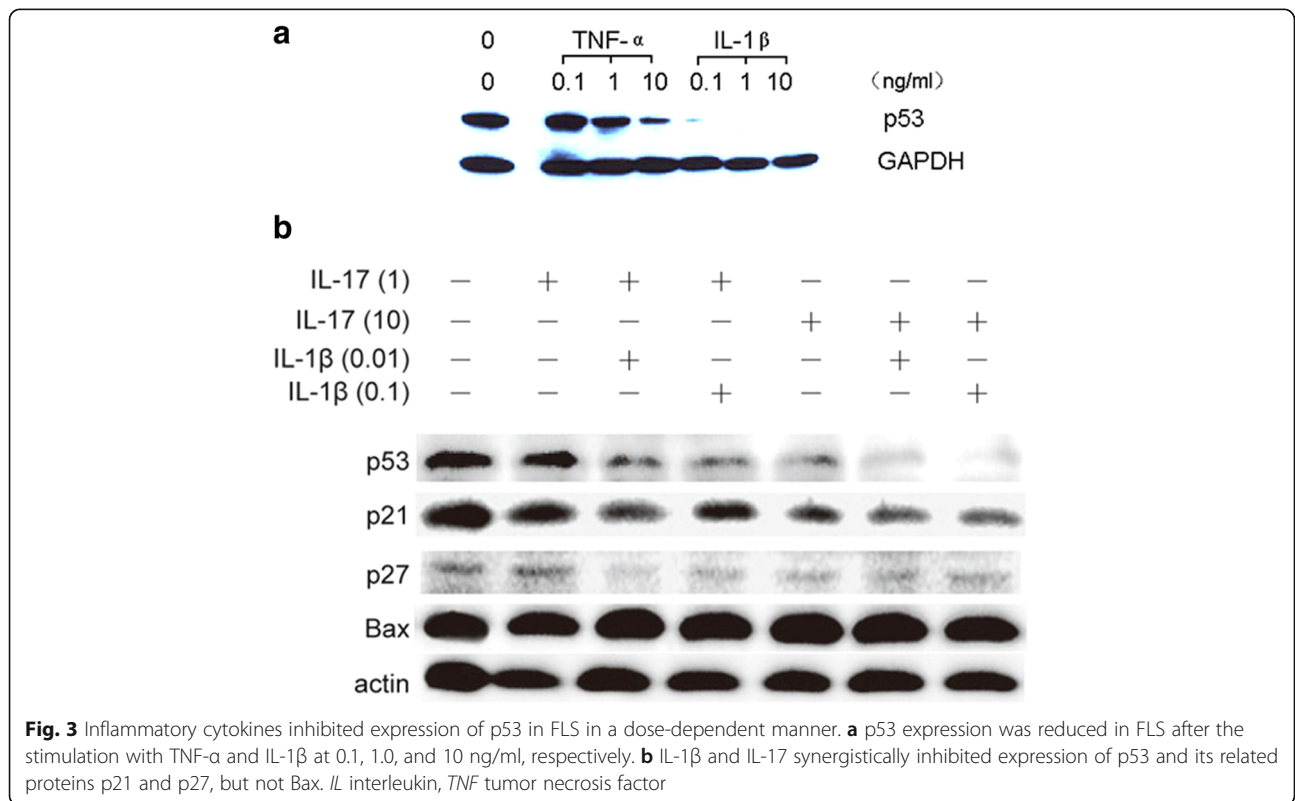 a
0 TNF-α IL-1β
0 0.1 1 10 0.1 1 10 (ng/ml)
p53
GAPDH
b
IL-17 (1) − + + + − − −
IL-17 (10) − − − − + + +
IL-1β (0.01) − − + − − + −
IL-1β (0.1) − − − + − − +
p53
p21
p27
Bax
actin
Fig. 3 Inflammatory cytokines inhibited expression of p53 in FLS in a dose-dependent manner. a p53 expression was reduced in FLS after the
stimulation with TNF-α and IL-1β at 0.1, 1.0, and 10 ng/ml, respectively. b IL-1β and IL-17 synergistically inhibited expression of p53 and its related
proteins p21 and p27, but not Bax. IL interleukin, TNF tumor necrosis factor